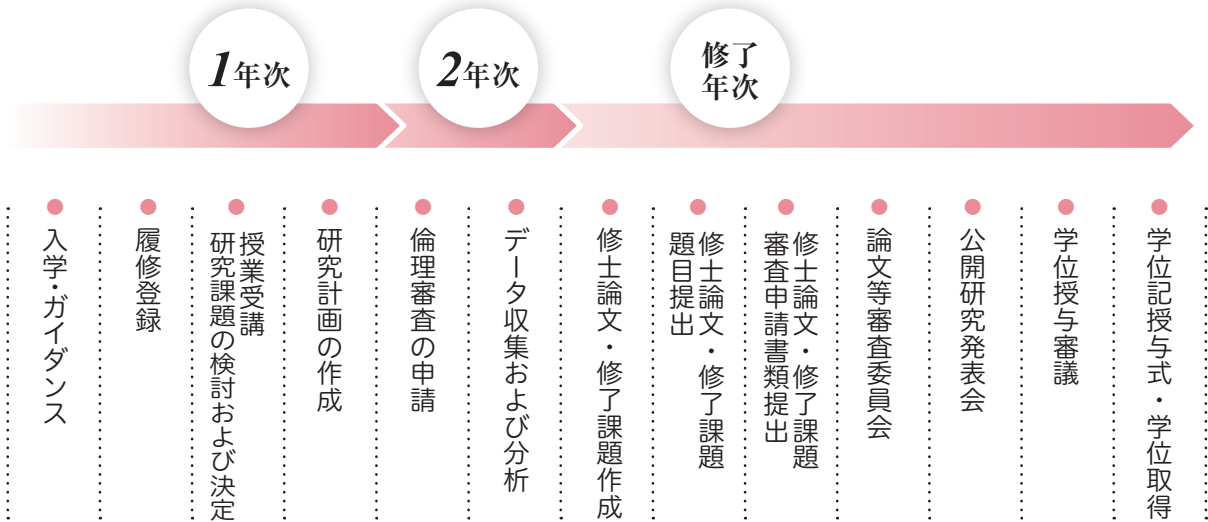 1年次
2年次
修了
年次
入学・ガイダンス
履修登録
授業受講
研究課題の検討および決定
研究計画の作成
倫理審査の申請
データ収集および分析
修士論文・修了課題作成
修士論文・修了課題
題目提出
修士論文・修了課題
審査申請書類提出
論文等審査委員会
公開研究発表会
学位授与審議
学位記授与式・学位取得